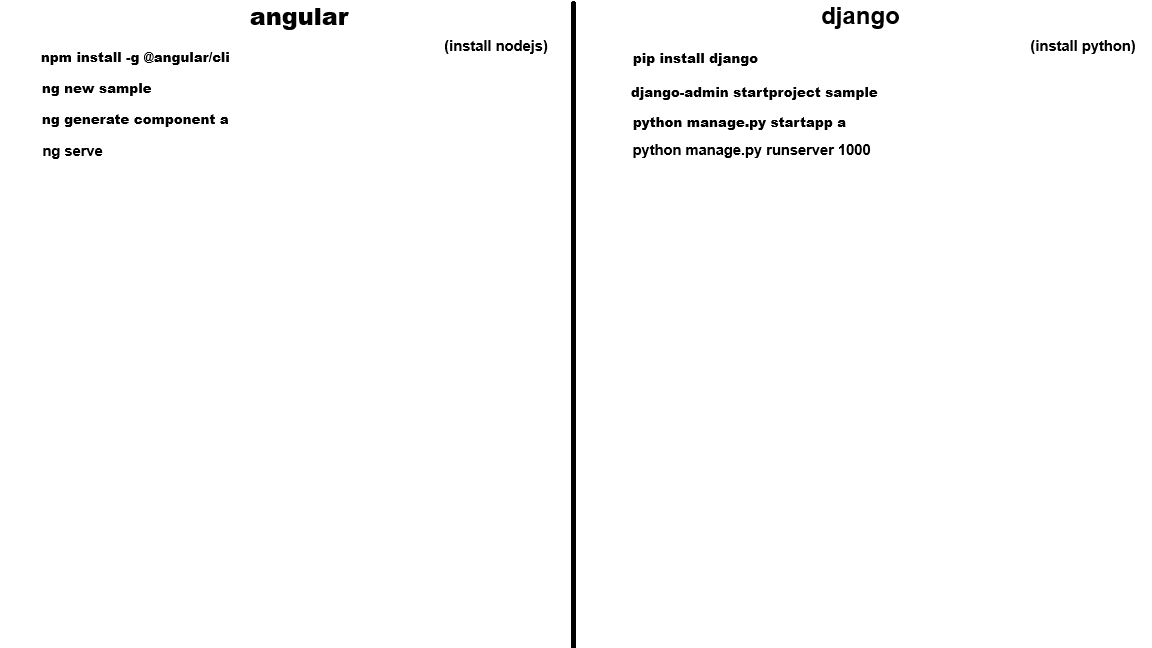 angular
(install nodejs)
npm install -g @angular/cli
ng new sample
ng generate component a
ng serve
django
(install python)
pip install django
django-admin startproject sample
python manage.py startapp a
python manage.py runserver 1000